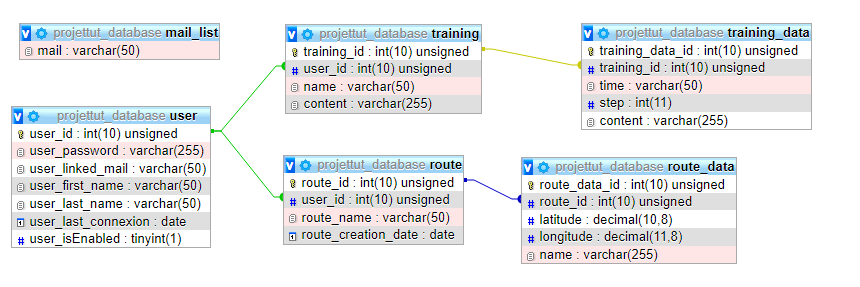 projettut_database mail_list
mail : varchar(50)
projettut_database user
user_id : int(10) unsigned
user_password : varchar(255)
user_linked_mail : varchar(50)
user_first_name : varchar(50)
user_last_name : varchar(50)
user_last_connexion : date
user_isEnabled : tinyint(1)
projettut_database training
training_id : int(10) unsigned
user_id : int(10) unsigned
name : varchar(50)
content : varchar(255)
projettut_database route
route_id : int(10) unsigned
user_id : int(10) unsigned
route_name : varchar(50)
route_creation_date : date
projettut_database training_data
training_data_id : int(10) unsigned
training_id : int(10) unsigned
time : varchar(50)
step : int(11)
content : varchar(255)
projettut_database route_data
route_data_id : int(10) unsigned
route_id : int(10) unsigned
latitude : decimal(10,8)
longitude : decimal(11,8)
name : varchar(255)